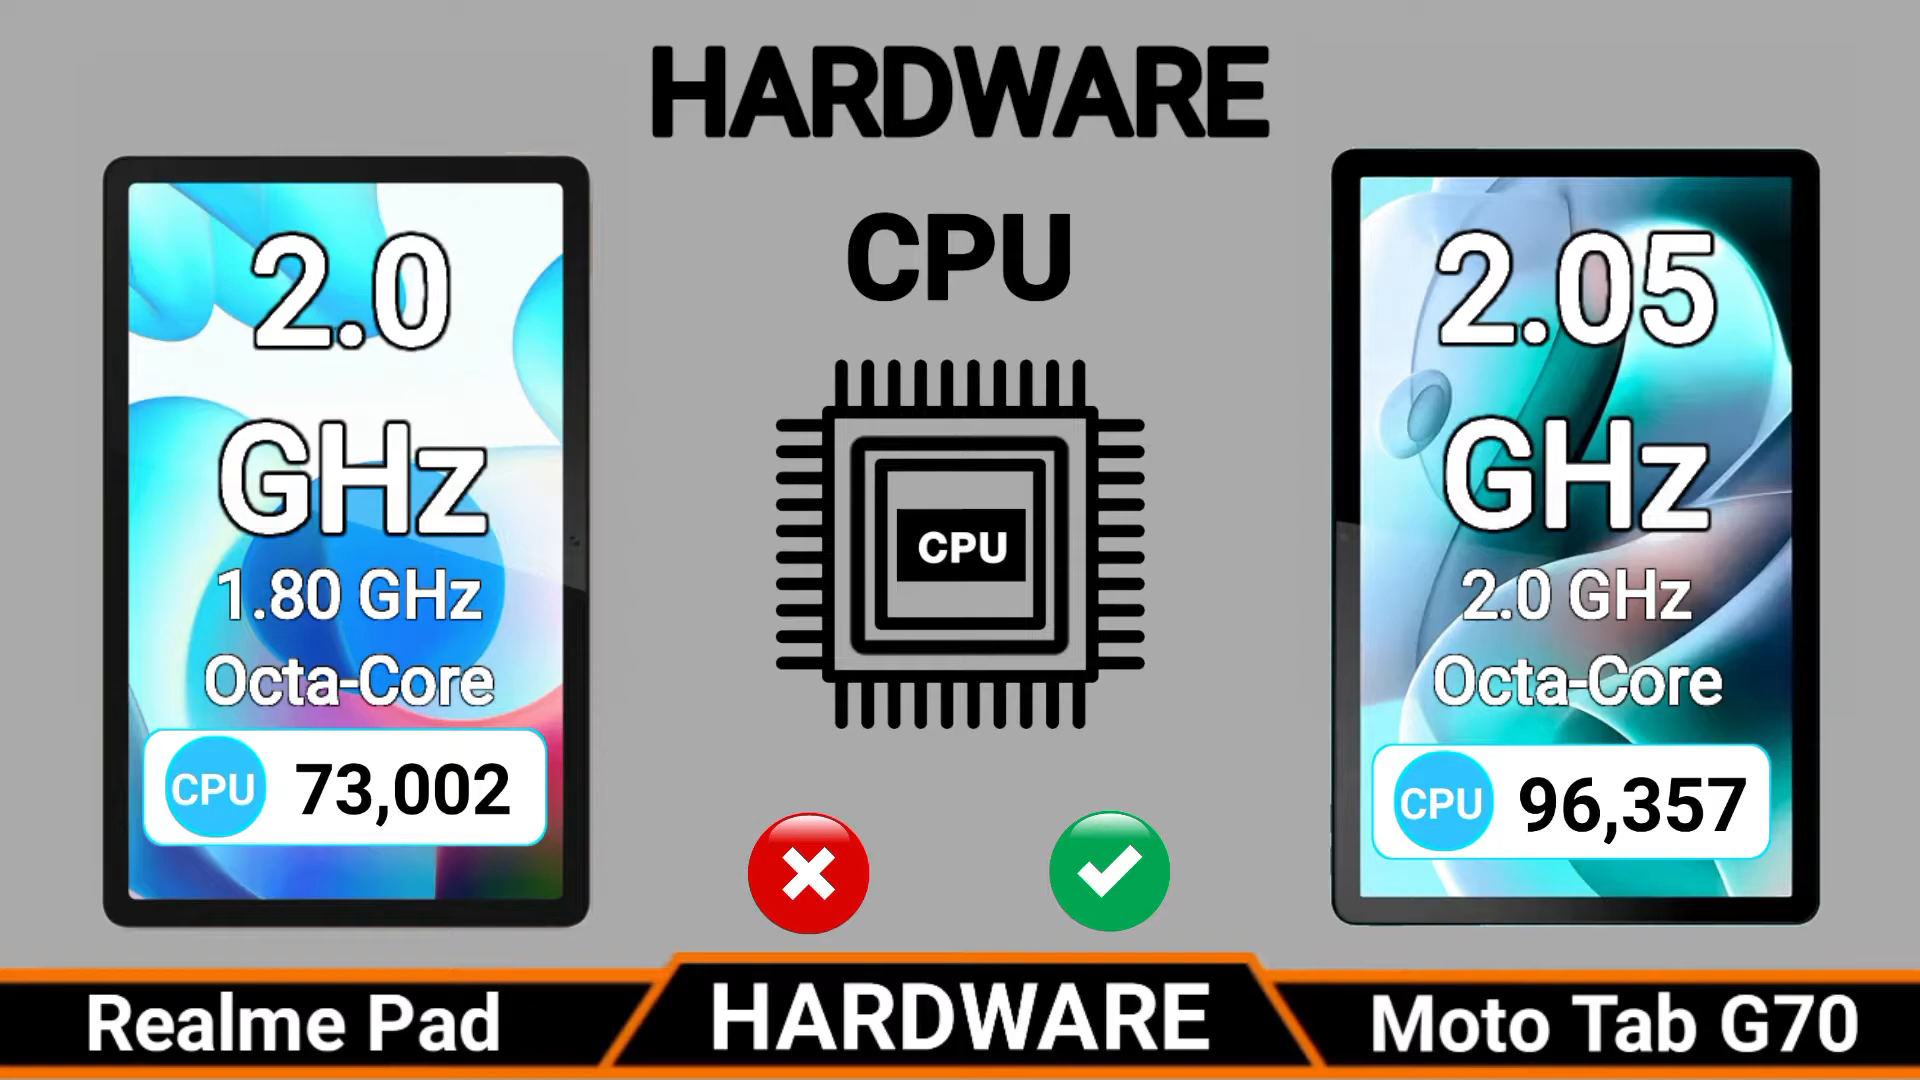 HARDWARE
CPU
2.0
GHz
1.80 GHz
Octa-Core
CPU 73,002
CPU
2.05
GHz
2.0 GHz
Octa-Core
CPU 96,357
Realme Pad
HARDWARE
Moto Tab G70